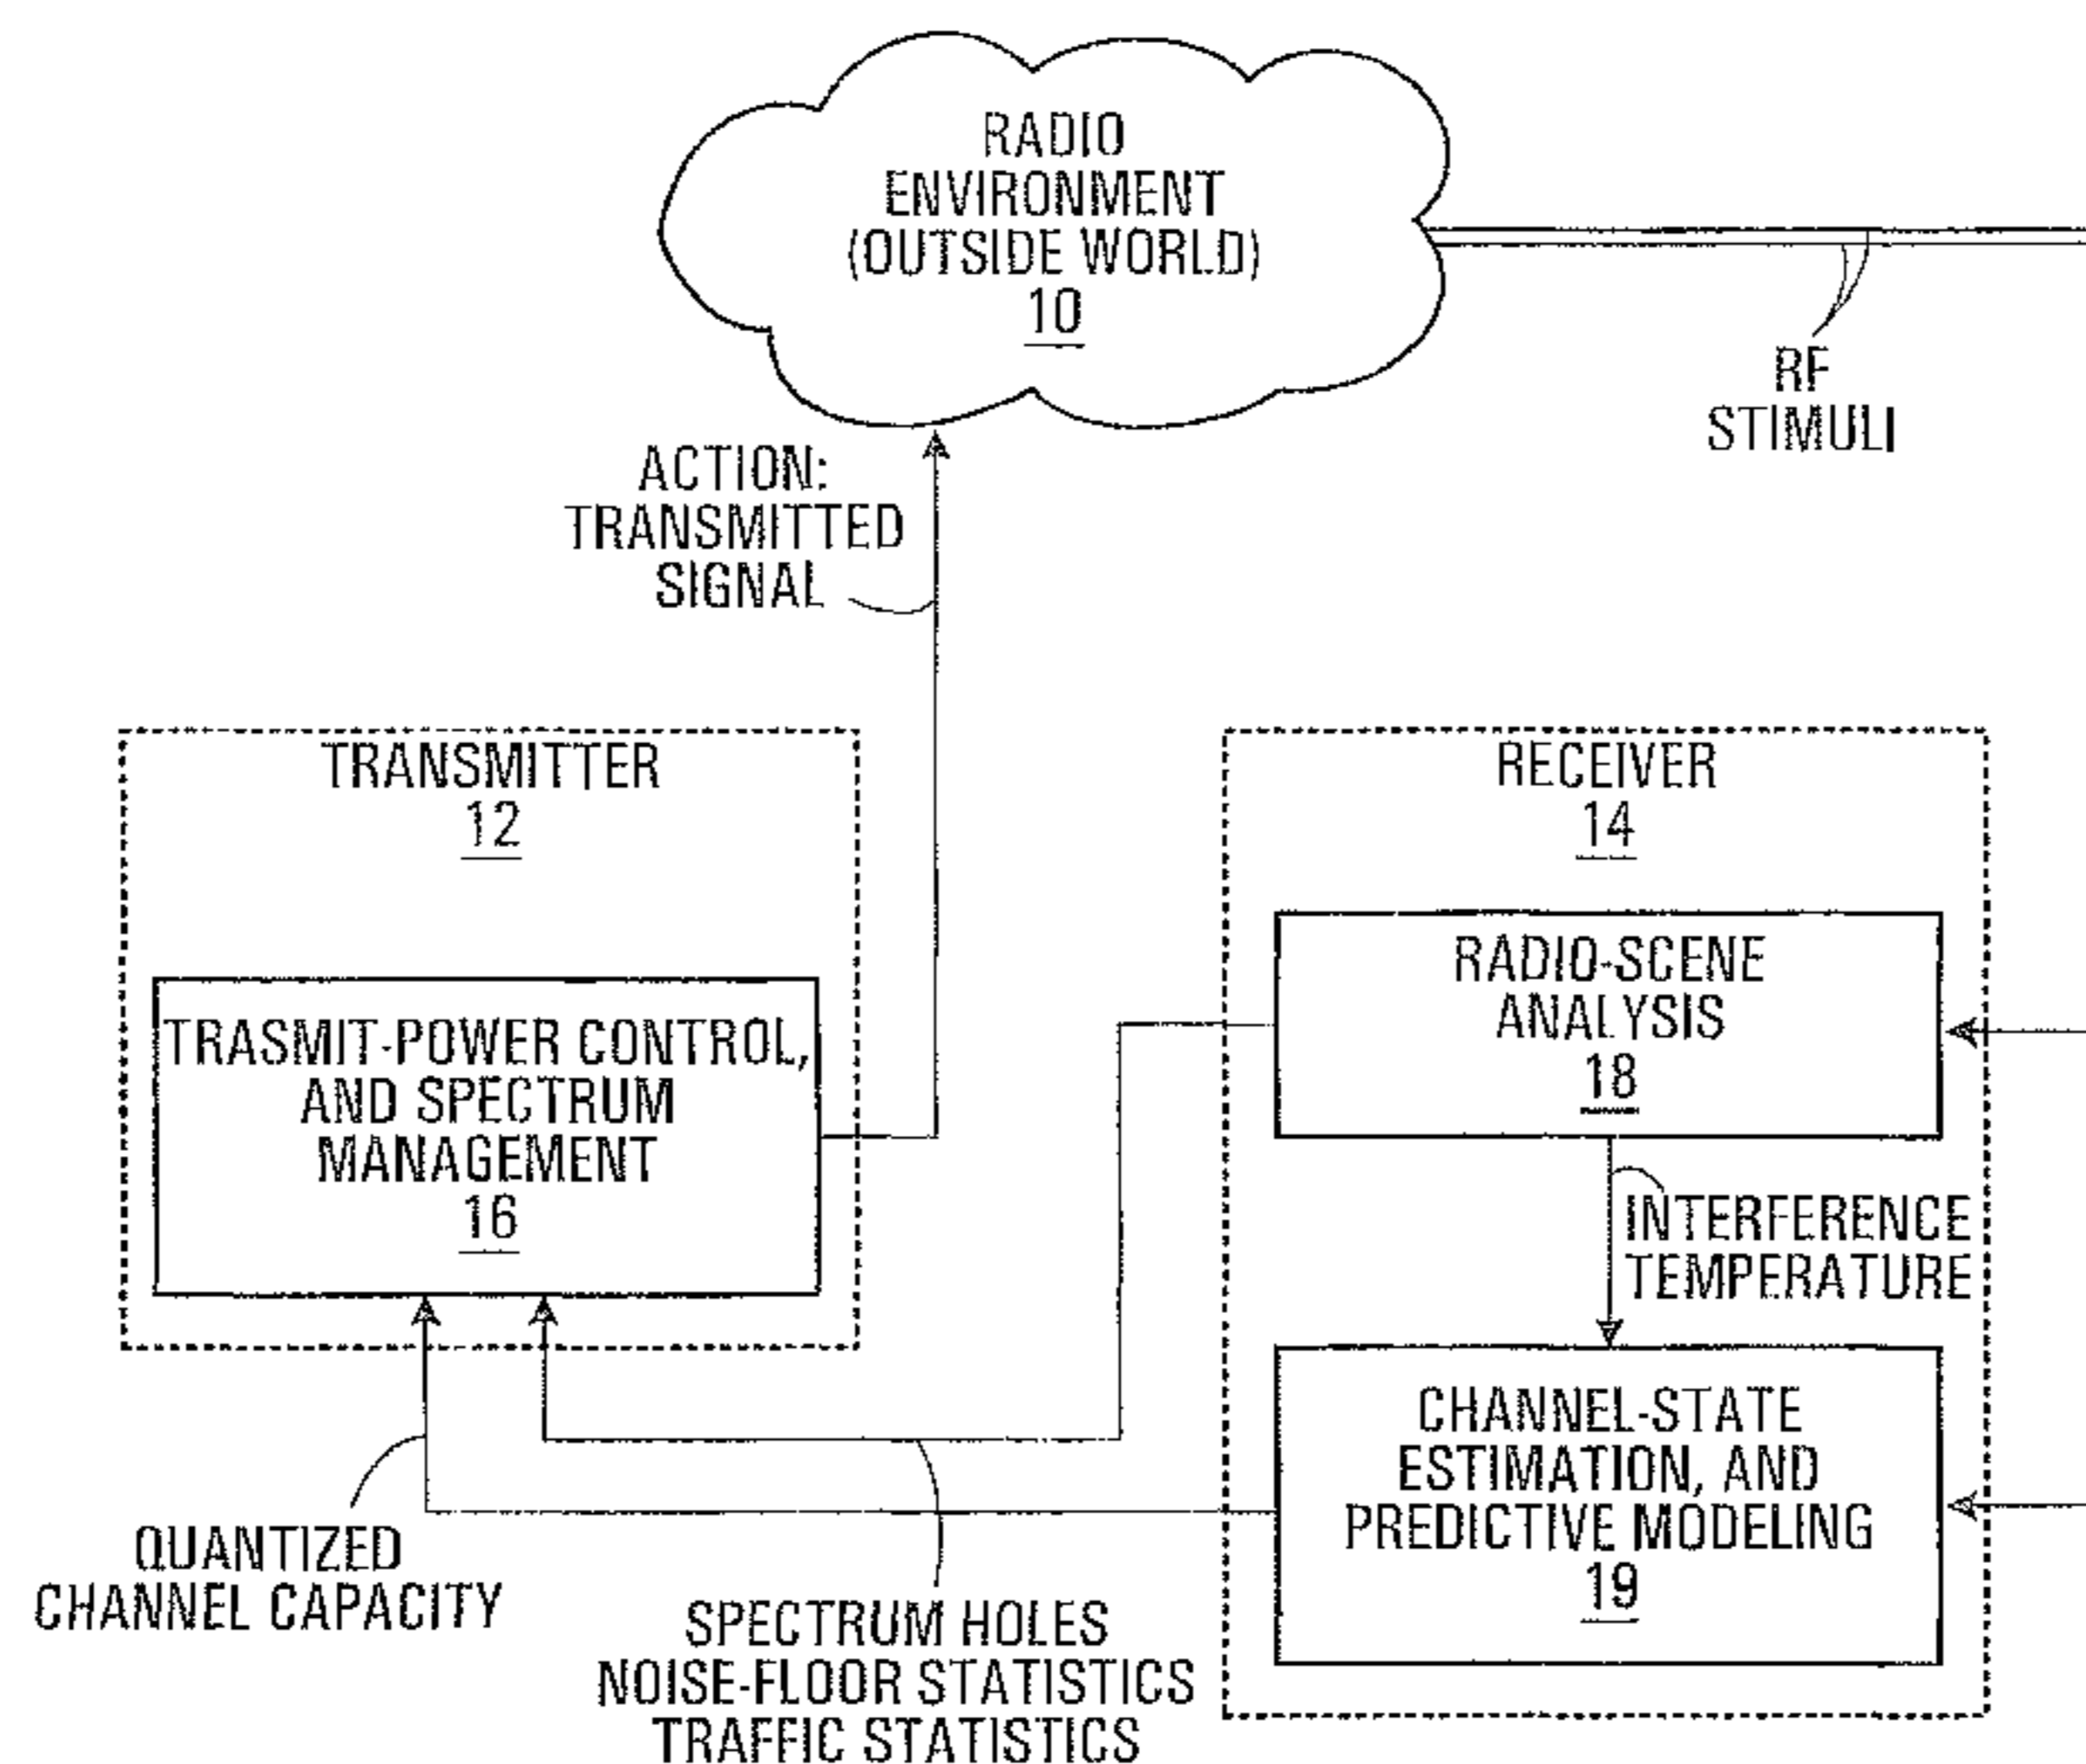 RADIO
ENVIRONMENT
(OUTSIDE WORLD)
10
RF
STIMULI
ACTION:
TRANSMITTED
SIGNAL
TRANSMITTER
12
TRASMIT-POWER CONTROL,
AND SPECTRUM
MANAGEMENT
16
RECEIVER
14
RADIO-SCENE
ANALYSIS
18
INTERFERENCE
TEMPERATURE
CHANNEL-STATE
ESTIMATION, AND
PREDICTIVE MODELING
19
QUANTIZED
CHANNEL CAPACITY
SPECTRUM HOLES
NOISE-FLOOR STATISTICS
TRAFFIC STATISTICS